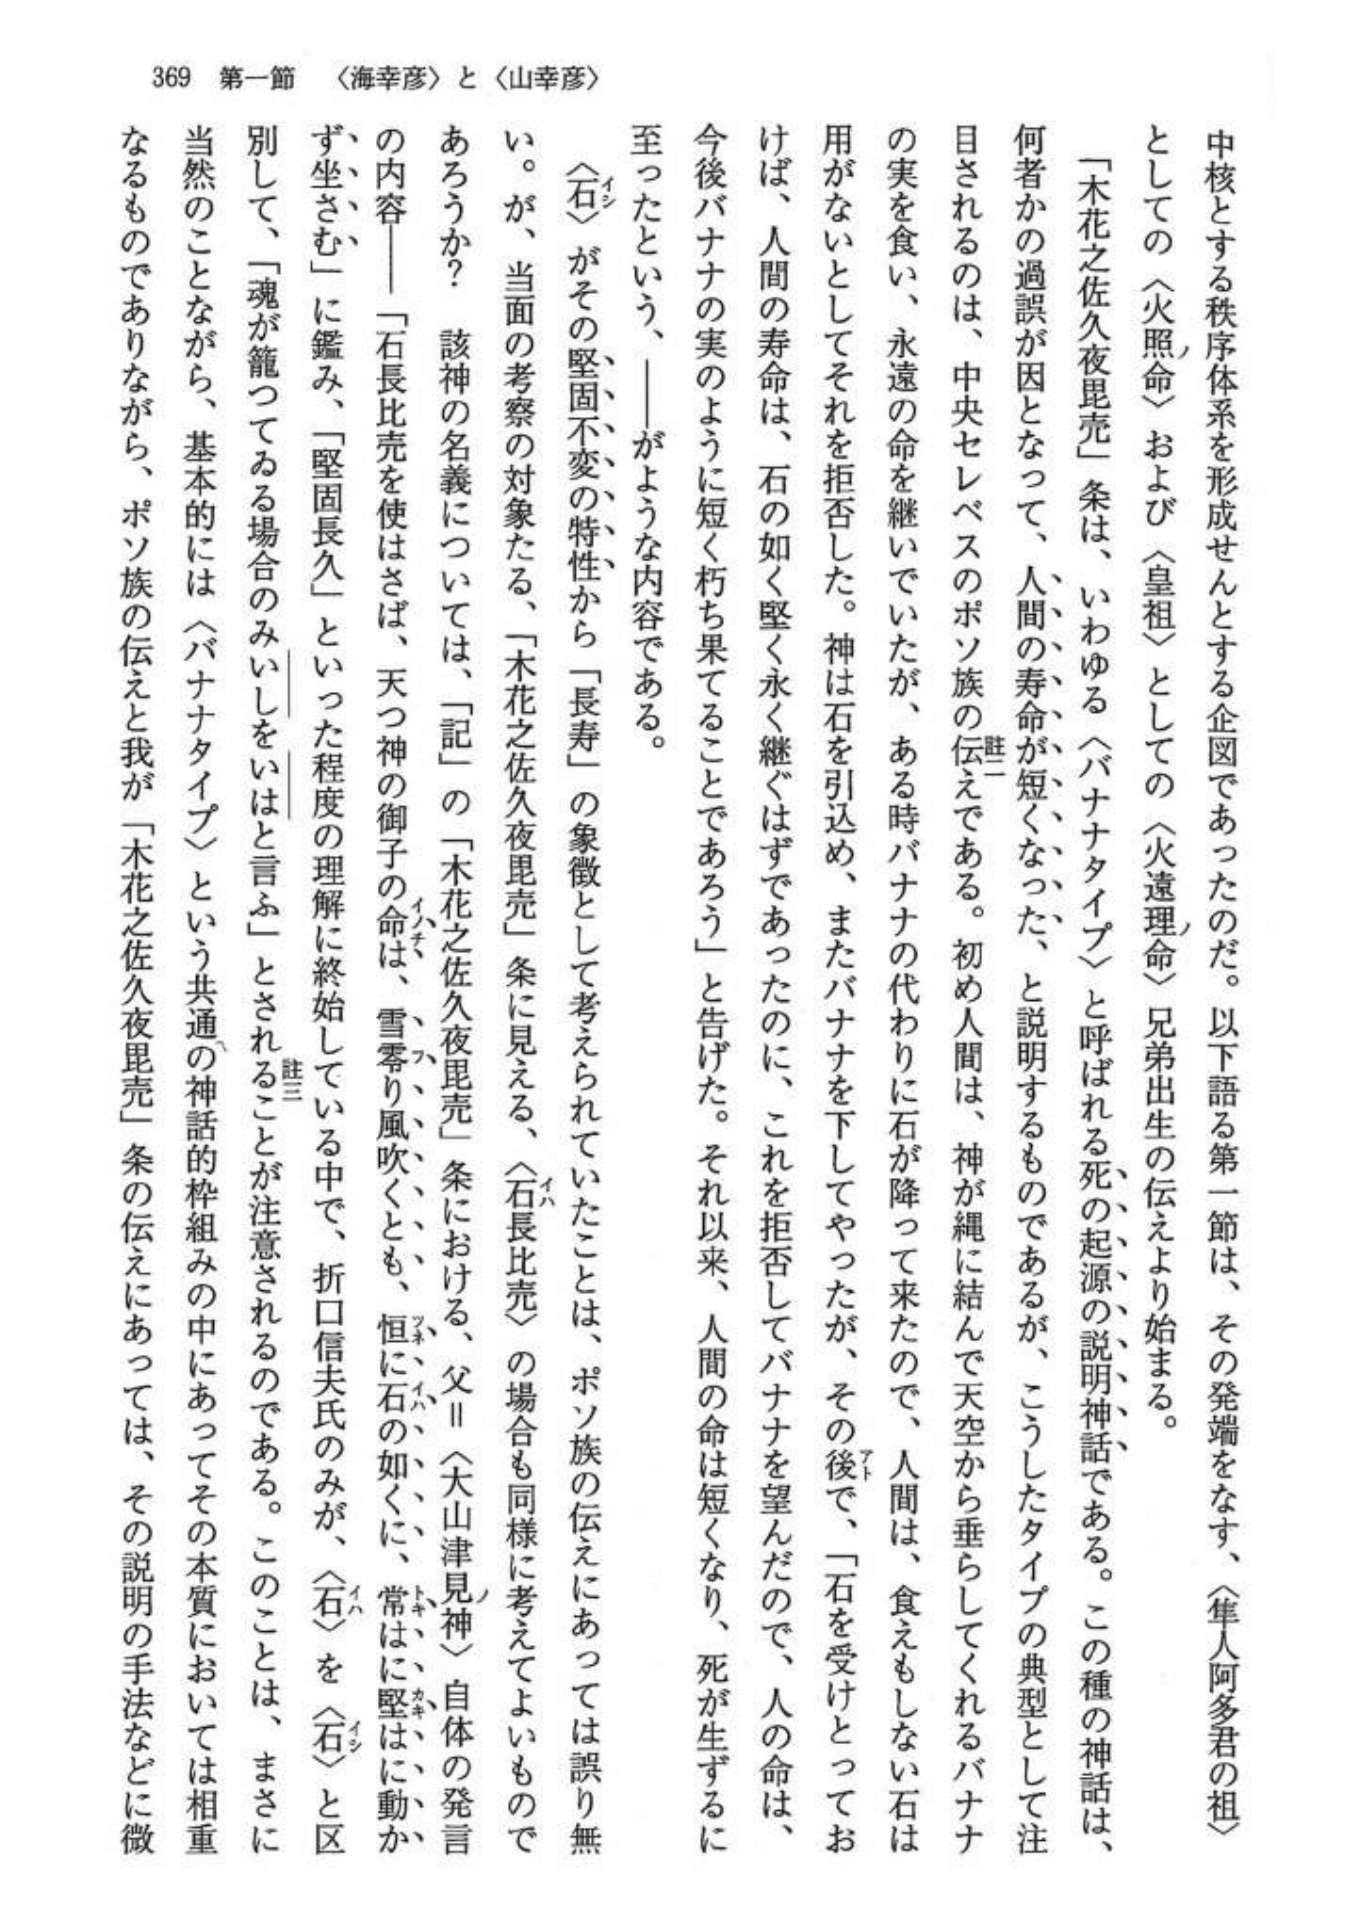 369　第一節　〈海幸彦〉と〈山幸彦〉
中核とする秩序体系を形成せんとする企図であったのだ。以下語る第一節は、その発端をなす、〈隼人阿多君の祖〉
としての〈火照ノ命〉および〈皇祖〉としての〈火遠理ノ命〉兄弟出生の伝えより始まる。
「木花之佐久夜毘売」条は、いわゆる〈バナナタイプ〉と呼ばれる死の起源の説明神話である。この種の神話は、
何者かの過誤が因となって、人間の寿命が短くなった、と説明するものであるが、こうしたタイプの典型として注
目されるのは、中央セレベスのポソ族の伝えである。初め人間は、神が縄に結んで天空から垂らしてくれるバナナ
註二
の実を食い、永遠の命を継いでいたが、ある時バナナの代わりに石が降って来たので、人間は、食えもしない石は
用がないとしてそれを拒否した。神は石を引込め、またバナナを下してやったが、その後で、「石を受けとってお
アト
けば、人間の寿命は、石の如く堅く永く継ぐはずであったのに、これを拒否してバナナを望んだので、人の命は、
今後バナナの実のように短く朽ち果てることであろう」と告げた。それ以来、人間の命は短くなり、死が生ずるに
至ったという、――がような内容である。
〈石〉がその堅固不変の特性から「長寿」の象徴として考えられていたことは、ポソ族の伝えにあっては誤り無
イシ
い。が、当面の考察の対象たる、「木花之佐久夜毘売」条に見える、〈石長比売〉の場合も同様に考えてよいもので
イハ
あろうか？　該神の名義については、「記」の「木花之佐久夜毘売」条における、父＝〈大山津見ノ神〉自体の発言
の内容――「石長比売を使はさば、天つ神の御子の命は、雪零り風吹くとも、恒に石の如くに、常はに堅はに動か
イノチ　フ　ツネ　イハ　トキ　カキ
ず坐さむ」に鑑み、「堅固長久」といった程度の理解に終始している中で、折口信夫氏のみが、〈石〉を〈石〉と区
イハ　イシ
別して、「魂が籠つてゐる場合のみいしをいはと言ふ」とされることが注意されるのである。このことは、まさに
註三
当然のことながら、基本的には〈バナナタイプ〉という共通の神話的枠組みの中にあってその本質においては相重
なるものでありながら、ポソ族の伝えと我が「木花之佐久夜毘売」条の伝えにあっては、その説明の手法などに微